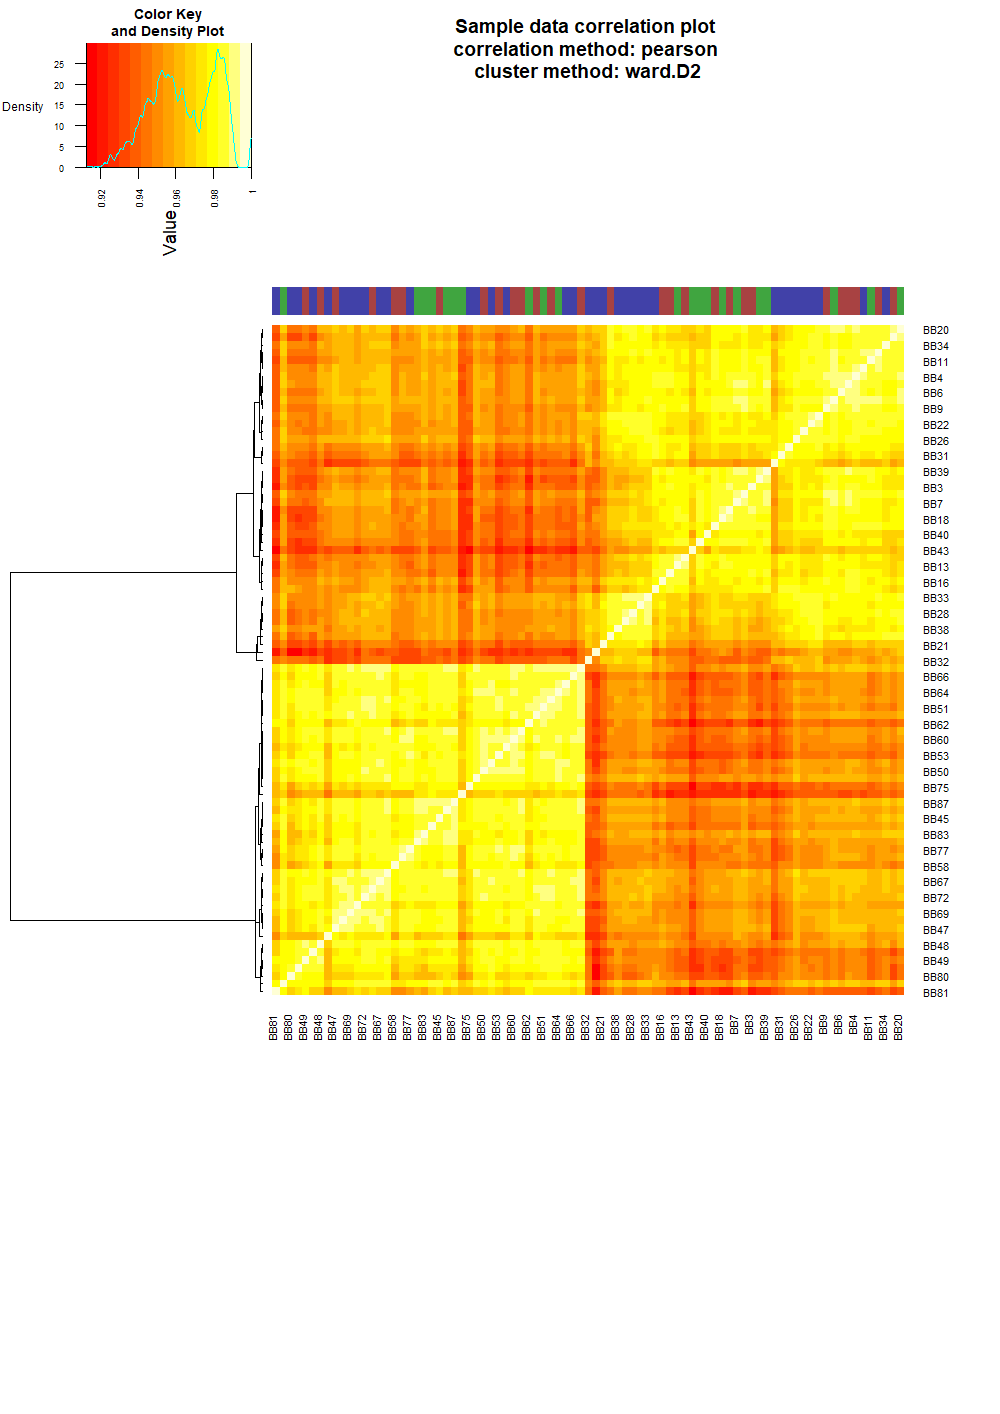 Color Key
and Density Plot
Sample data correlation plot
correlation method: pearson
cluster method: ward.D2
Density
25
20
15
10
5
0
0.92
0.94
0.96
0.98
1
Value
BB20
BB34
BB11
BB4
BB6
BB9
BB22
BB26
BB31
BB39
BB3
BB7
BB18
BB40
BB43
BB13
BB16
BB33
BB28
BB38
BB21
BB32
BB66
BB64
BB51
BB62
BB60
BB53
BB50
BB75
BB87
BB45
BB83
BB77
BB58
BB67
BB72
BB69
BB47
BB48
BB49
BB80
BB81
BB81
BB80
BB49
BB48
BB47
BB69
BB72
BB67
BB58
BB77
BB83
BB45
BB87
BB75
BB50
BB53
BB60
BB62
BB51
BB64
BB66
BB32
BB21
BB38
BB28
BB33
BB16
BB13
BB43
BB40
BB18
BB7
BB3
BB39
BB31
BB26
BB22
BB9
BB6
BB4
BB11
BB34
BB20